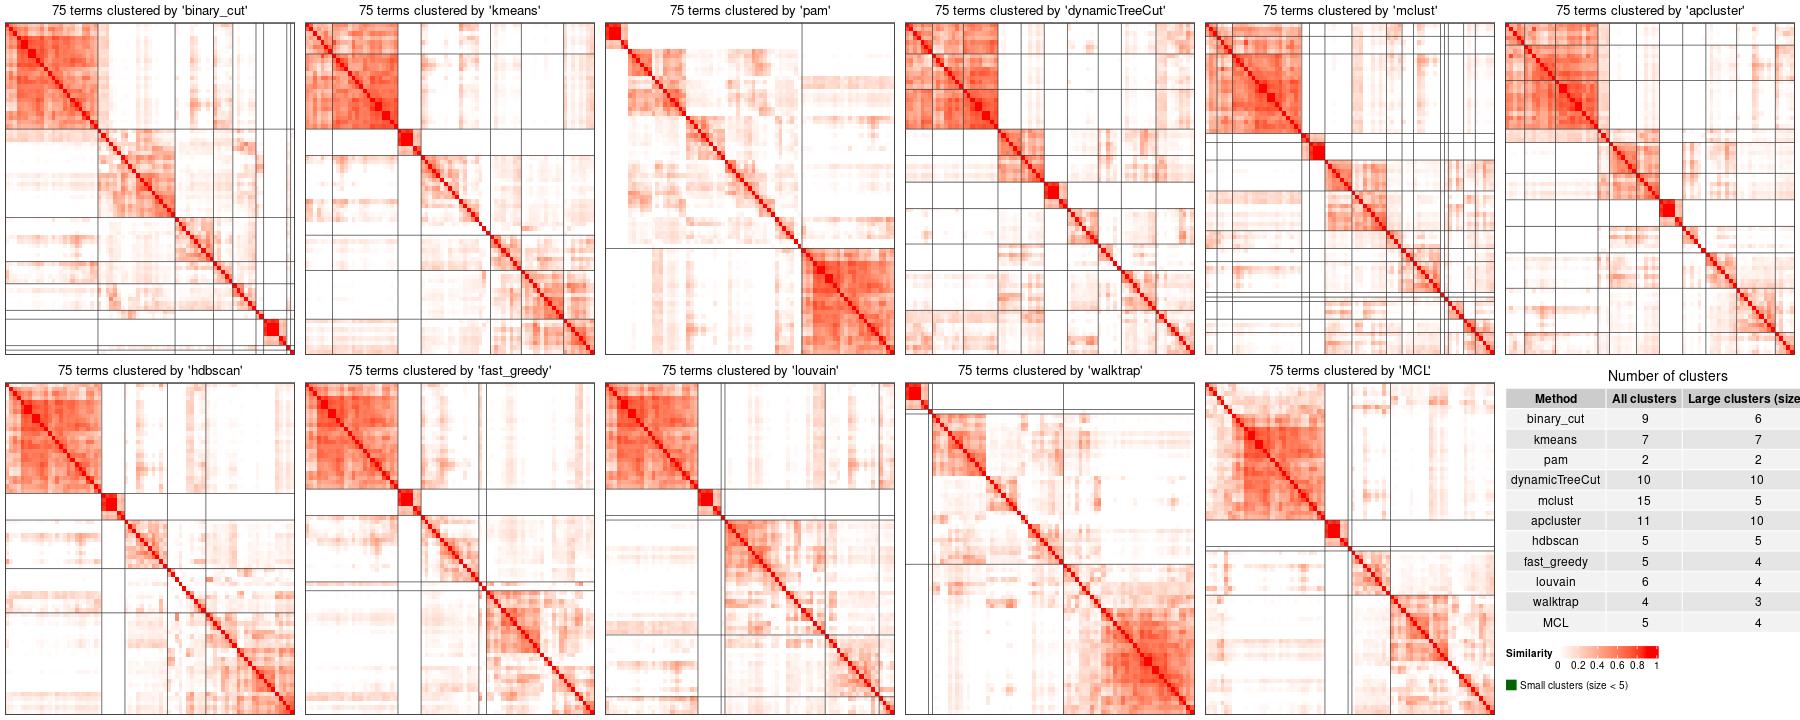 75 terms clustered by 'binary_cut'
75 terms clustered by 'kmeans'
75 terms clustered by 'pam'
75 terms clustered by 'dynamicTreeCut'
75 terms clustered by 'mclust'
75 terms clustered by 'apcluster'
75 terms clustered by 'hdbscan'
75 terms clustered by 'fast_greedy'
75 terms clustered by 'louvain'
75 terms clustered by 'walktrap'
75 terms clustered by 'MCL'
Number of clusters
Method All clusters Large clusters (size
binary_cut 9 6
kmeans 7 7
pam 2 2
dynamicTreeCut 10 10
mclust 15 5
apcluster 11 10
hdbscan 5 5
fast_greedy 5 4
louvain 6 4
walktrap 4 3
MCL 5 4
Similarity
0 0.2 0.4 0.6 0.8 1
Small clusters (size < 5)